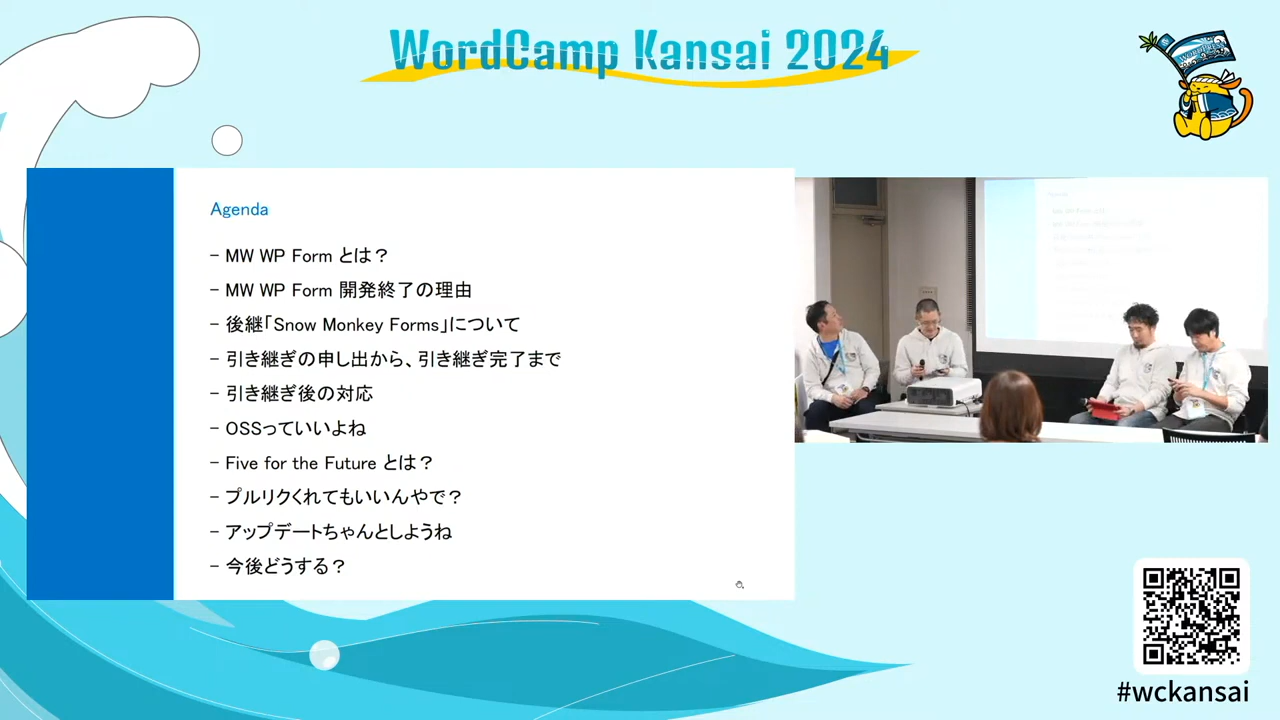 WordCamp Kansai 2024
Agenda
- MW WP Form とは？
- MW WP Form 開発終了の理由
- 後継「Snow Monkey Forms」について
- 引き継ぎの申し出から、引き継ぎ完了まで
- 引き継ぎ後の対応
- OSSっていいよね
- Five for the Future とは？
- プルリクくれてもいいんやで？
- アップデートちゃんとしようね
- 今後どうする？
#wckansai